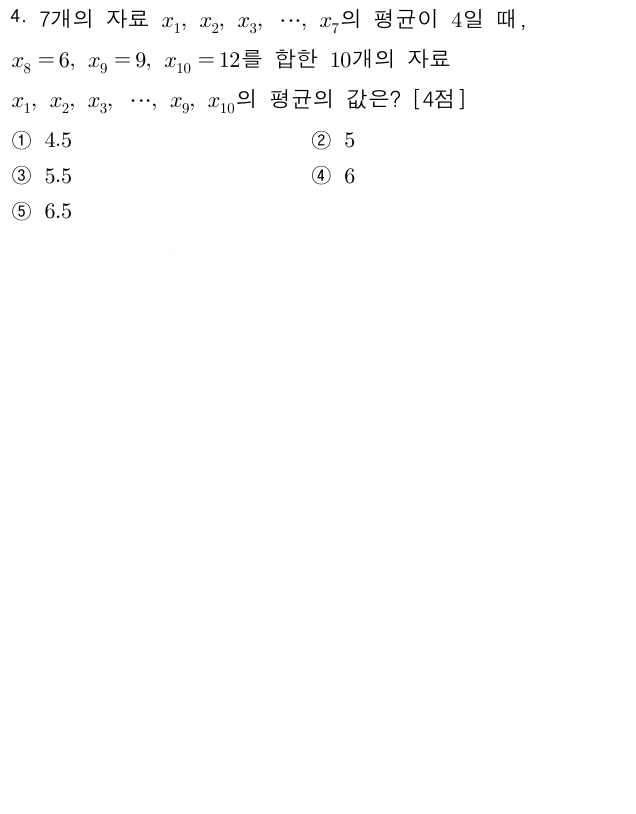 4. 7개의 자료 x₁, x₂, x₃, ⋯, x₇의 평균이 4일 때,
x₈ = 6, x₉ = 9, x₁₀ = 12를 합한 10개의 자료
x₁, x₂, x₃, ⋯, x₉, x₁₀의 평균의 값은? [4점]
① 4.5 ② 5
③ 5.5 ④ 6
⑤ 6.5